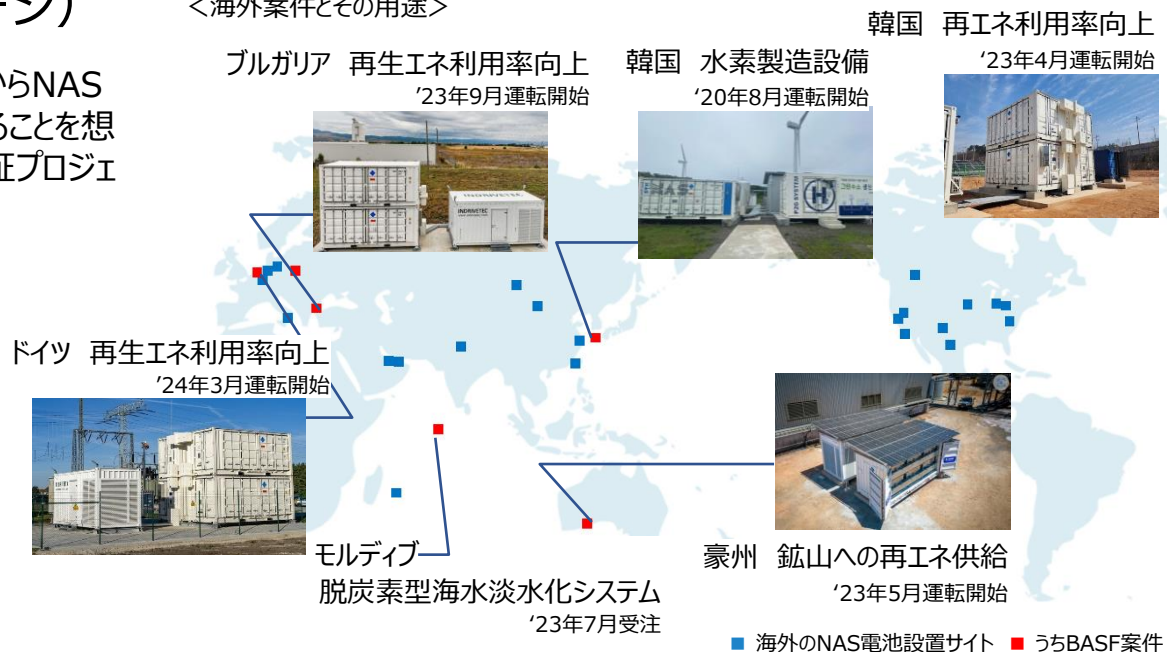 ＜海外案件とその用途＞
からNAS
ることを想
証プロジェ
ブルガリア 再生エネ利用率向上
’23年9月運転開始
韓国 水素製造設備
‘20年8月運転開始
韓国 再エネ利用率向上
‘23年4月運転開始
INDRIVETEC
INDRIVETEC
NAS
P2G SYSTEM
H
ドイツ 再生エネ利用率向上
’24年3月運転開始
モルディブ
脱炭素型海水淡水化システム
‘23年7月受注
豪州 鉱山への再エネ供給
‘23年5月運転開始
■ 海外のNAS電池設置サイト ■ うちBASF案件